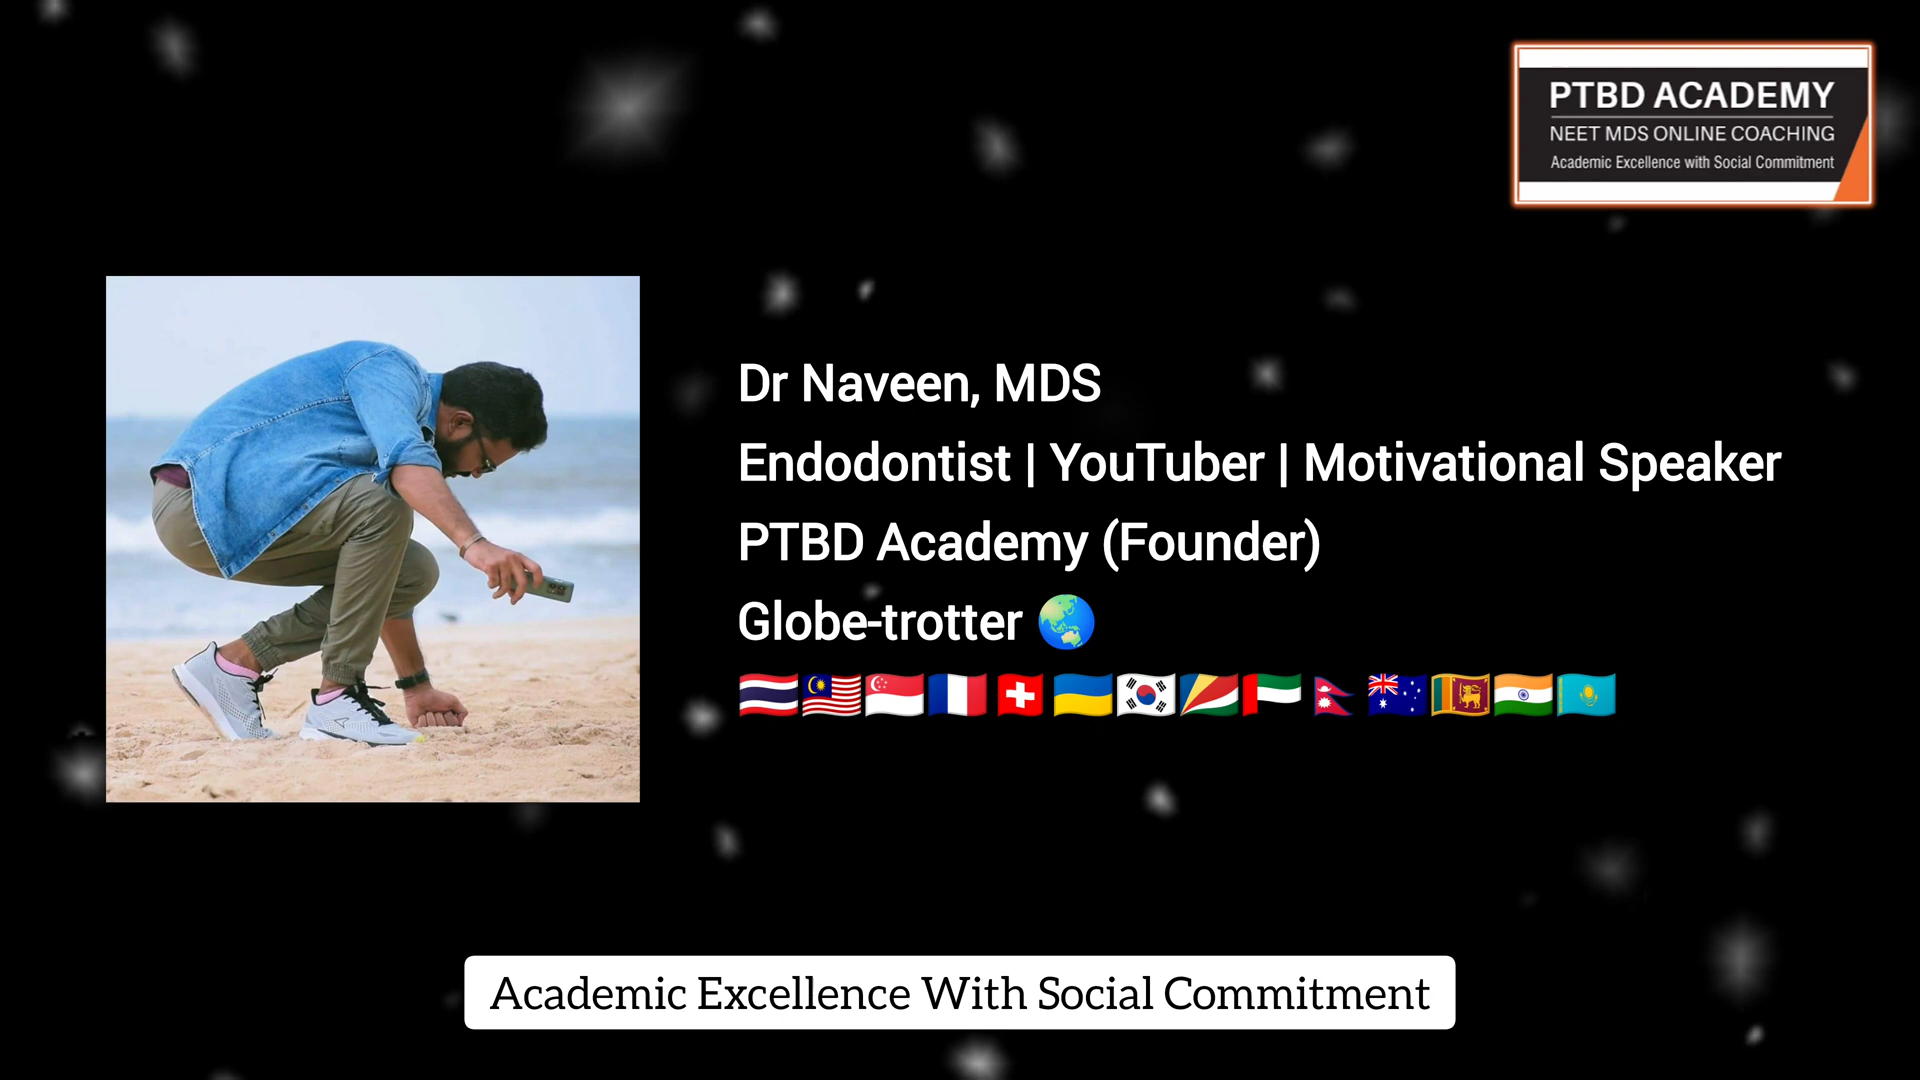 PTBD ACADEMY
NEET MDS ONLINE COACHING
Academic Excellence with Social Commitment
Dr Naveen, MDS
Endodontist | YouTuber | Motivational Speaker
PTBD Academy (Founder)
Globe-trotter 🌏
🇹🇭🇲🇾🇸🇬🇫🇷🇨🇭🇺🇦🇰🇷🇸🇨🇦🇪🇳🇵🇦🇺🇱🇰🇮🇳🇰🇿
Academic Excellence With Social Commitment